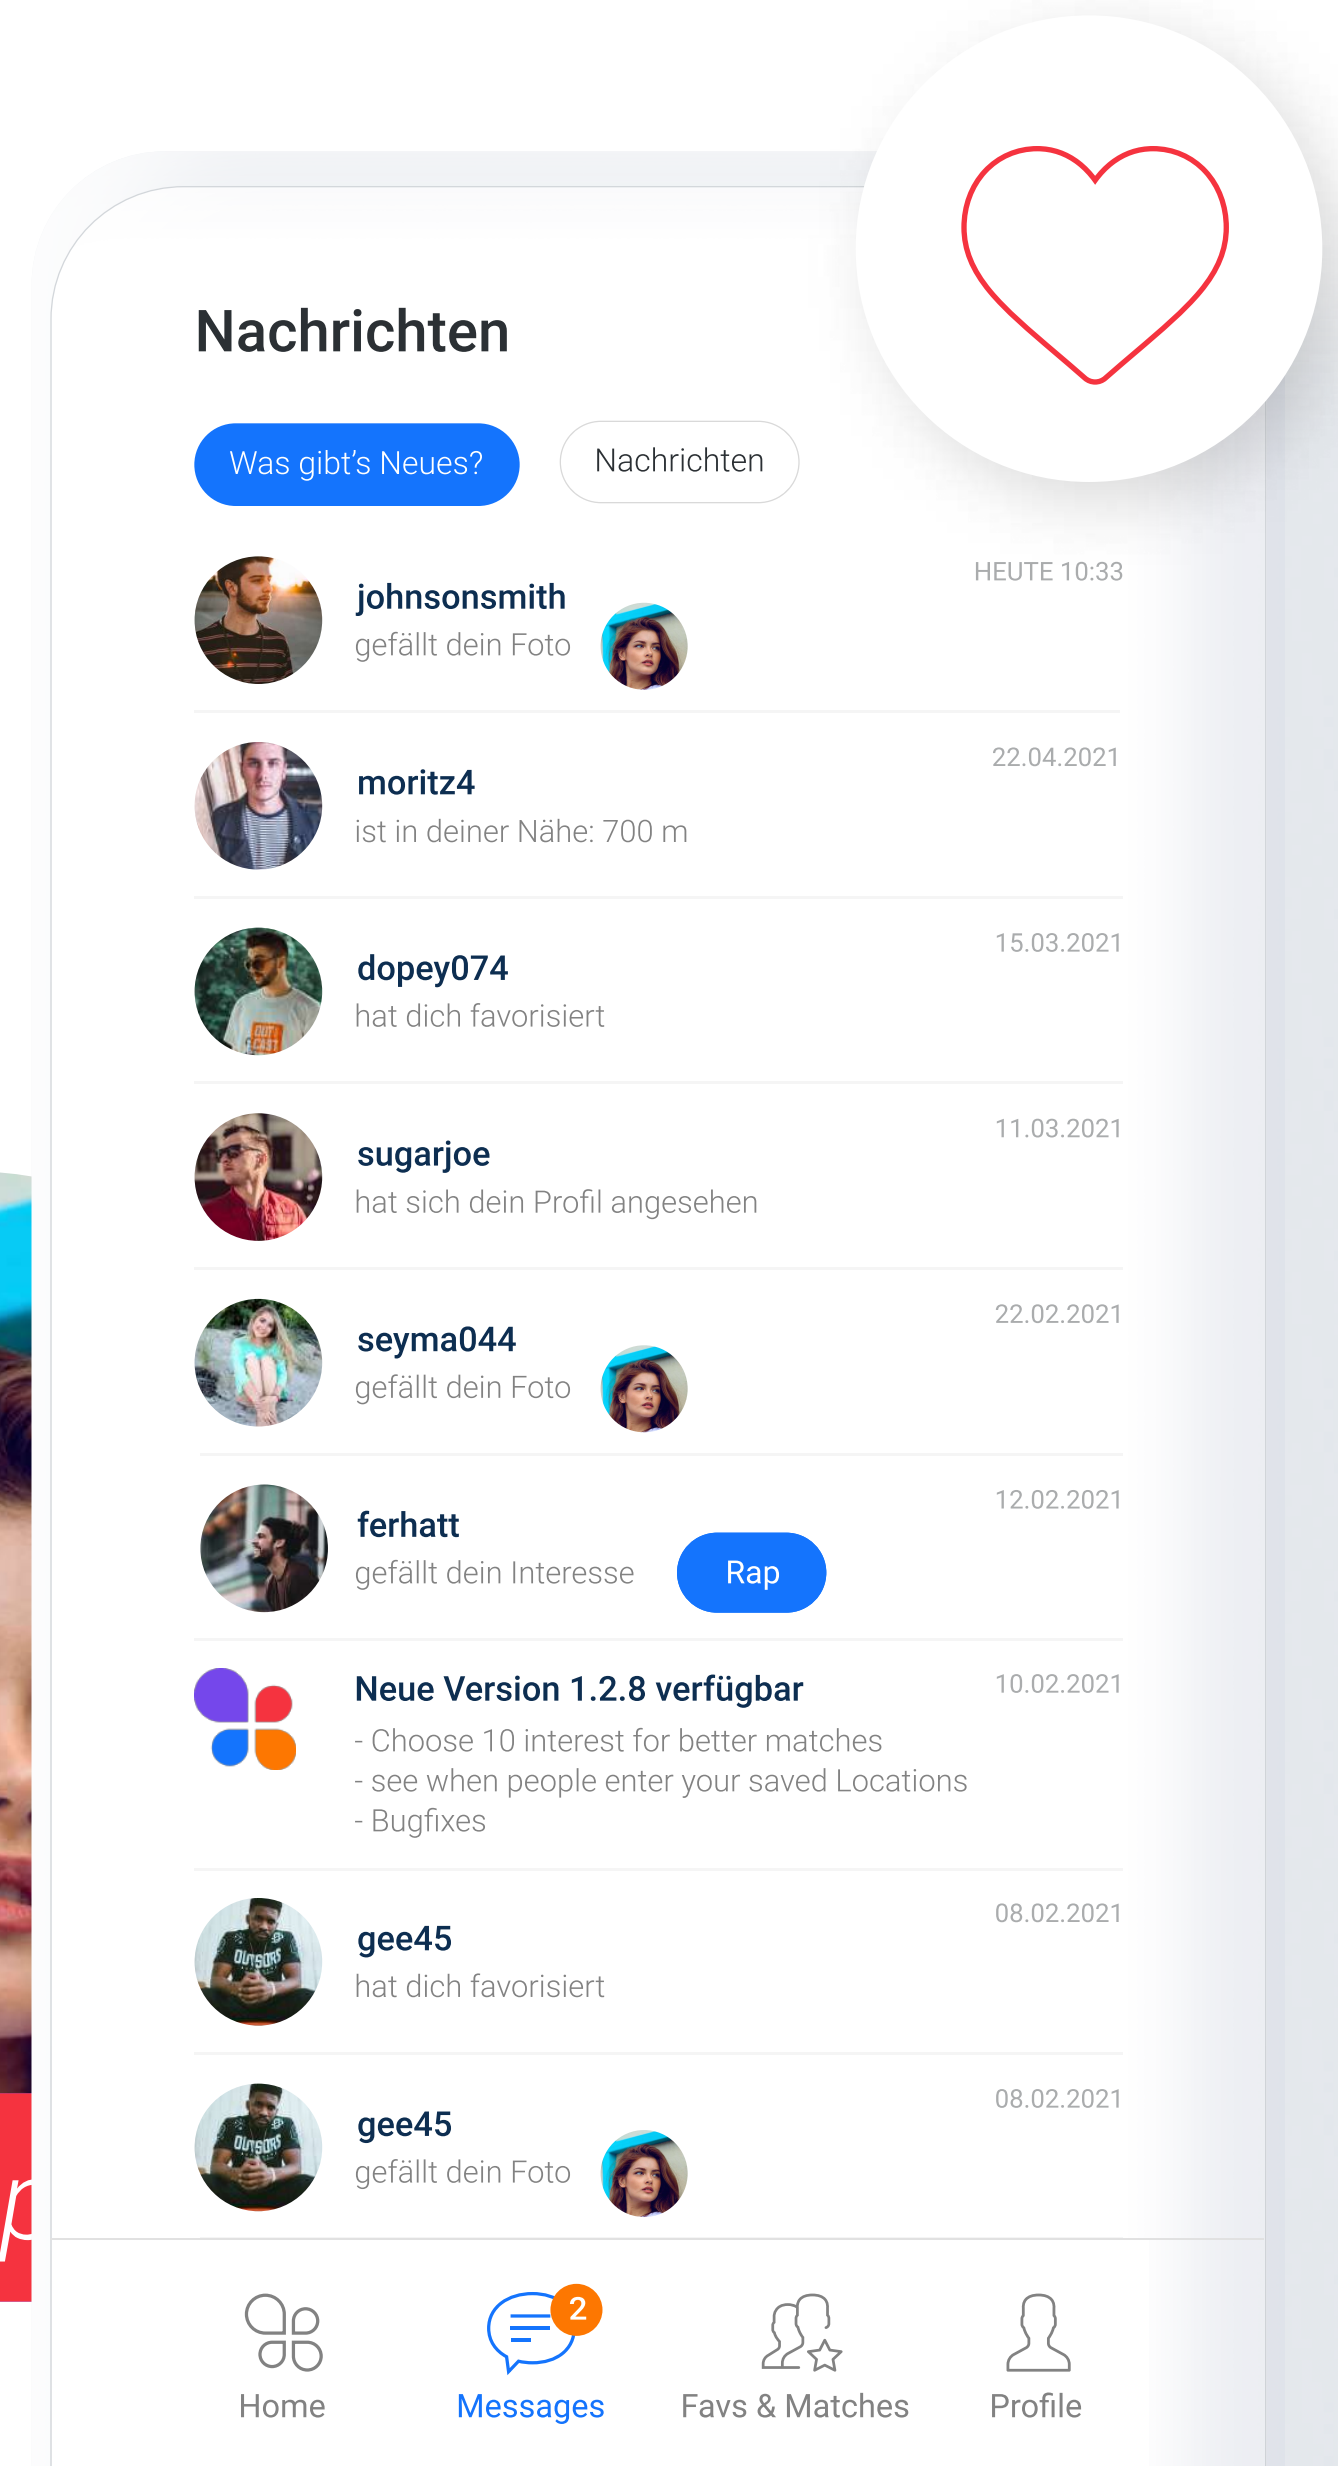 Nachrichten
Was gibt's Neues?
Nachrichten
HEUTE 10:33
johnsonsmith
gefällt dein Foto
22.04.2021
moritz4
ist in deiner Nähe: 700 m
15.03.2021
dopey074
hat dich favorisiert
OUT
CAST
11.03.2021
sugarjoe
hat sich dein Profil angesehen
22.02.2021
seyma044
gefällt dein Foto
12.02.2021
ferhatt
gefällt dein Interesse
Rap
Neue Version 1.2.8 verfügbar
10.02.2021
- Choose 10 interest for better matches
- see when people enter your saved Locations
- Bugfixes
08.02.2021
gee45
hat dich favorisiert
OUTSORS
08.02.2021
gee45
gefällt dein Foto
OUTSORS
p
2
Home
Messages
Favs & Matches
Profile